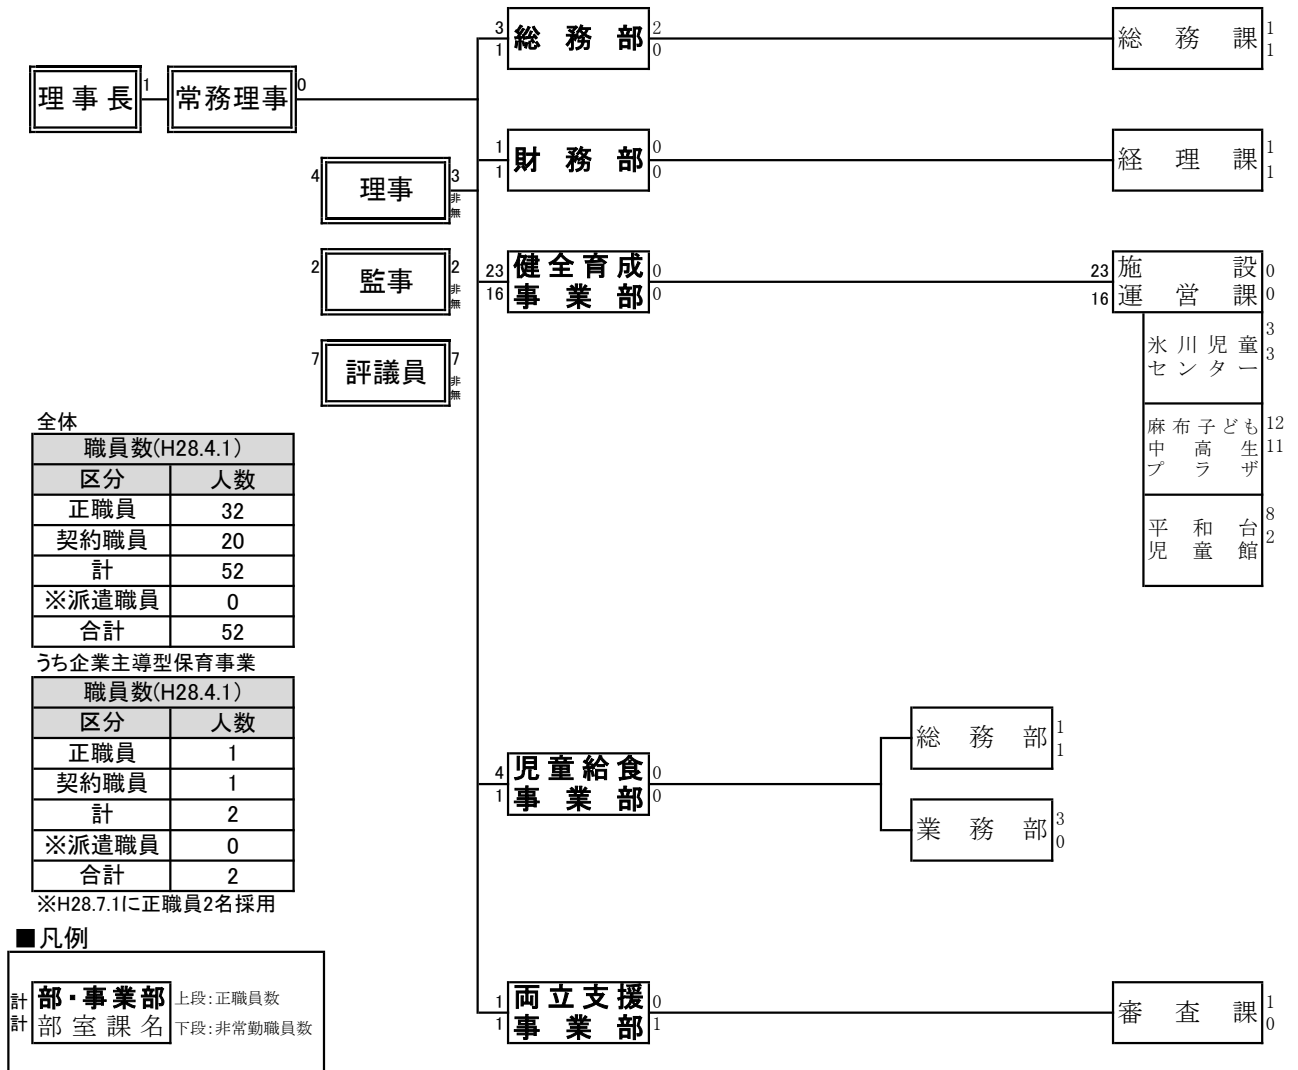 3 総務部 2
1 0
総務課 1
1
理事長 1
常務理事 0
1 財務部 0
1 0
経理課 1
1
4 理事 3
非
無
2 監事 2
非
無
7 評議員 7
非
無
23 健全育成 0
16 事業部 0
23 施設 0
16 運営課 0
氷川児童 3
センター 3
麻布子ども 12
中高生 11
プラザ
平和台 8
児童館 2
全体
職員数(H28.4.1)
区分 人数
正職員 32
契約職員 20
計 52
※派遣職員 0
合計 52
うち企業主導型保育事業
職員数(H28.4.1)
区分 人数
正職員 1
契約職員 1
計 2
※派遣職員 0
合計 2
※H28.7.1に正職員2名採用
4 児童給食 0
1 事業部 0
総務部 1
1
業務部 3
0
1 両立支援 0
1 事業部 1
審査課 1
0
■凡例
計 部・事業部 上段:正職員数
計 部室課名 下段:非常勤職員数